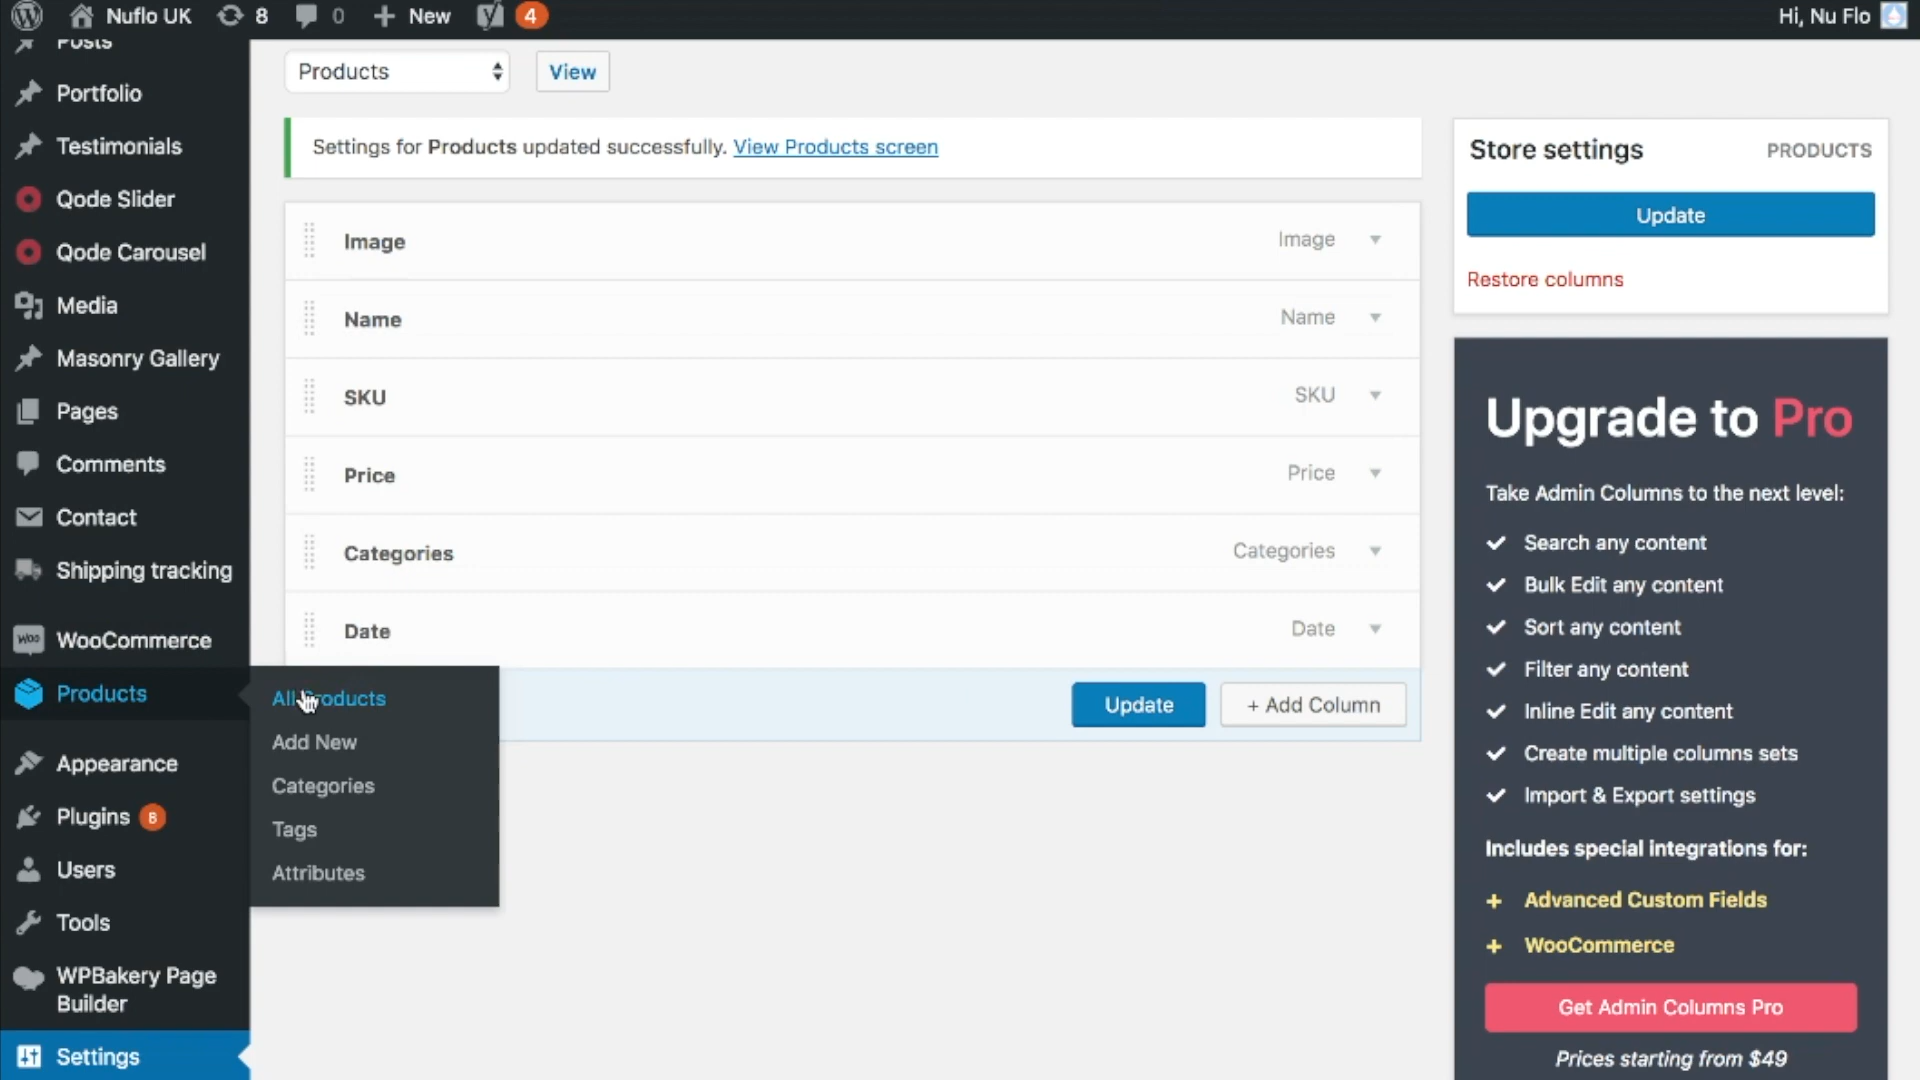 Nuflo UK 8 0 New 4 Hi, Nu Flo
Posts
Portfolio
Testimonials
Qode Slider
Qode Carousel
Media
Masonry Gallery
Pages
Comments
Contact
Shipping tracking
Woo WooCommerce
Products
Appearance
Plugins 8
Users
Tools
WPBakery Page
Builder
Settings
All Products
Add New
Categories
Tags
Attributes
Products View
Settings for Products updated successfully. View Products screen
Image Image
Name Name
SKU SKU
Price Price
Categories Categories
Date Date
Update + Add Column
Store settings PRODUCTS
Update
Restore columns
Upgrade to Pro
Take Admin Columns to the next level:
Search any content
Bulk Edit any content
Sort any content
Filter any content
Inline Edit any content
Create multiple columns sets
Import & Export settings
Includes special integrations for:
+ Advanced Custom Fields
+ WooCommerce
Get Admin Columns Pro
Prices starting from $49